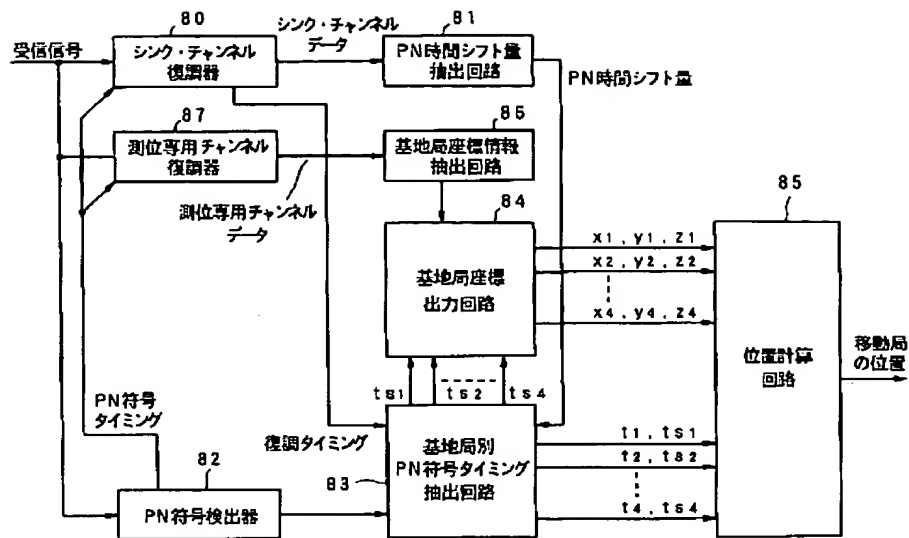 受信信号
80
シンク・チャンネル
復調器
シンク・チャンネル
データ
81
PN時間シフト量
抽出回路
PN時間シフト量
87
測位専用チャンネル
復調器
測位専用チャンネル
データ
86
基地局座標情報
抽出回路
84
基地局座標
出力回路
x1, y1, z1
x2, y2, z2
x4, y4, z4
85
位置計算
回路
移動局
の位置
ts1
ts2
ts4
PN符号
タイミング
復調タイミング
83
基地局別
PN符号タイミング
抽出回路
t1, ts1
t2, ts2
t4, ts4
82
PN符号検出器